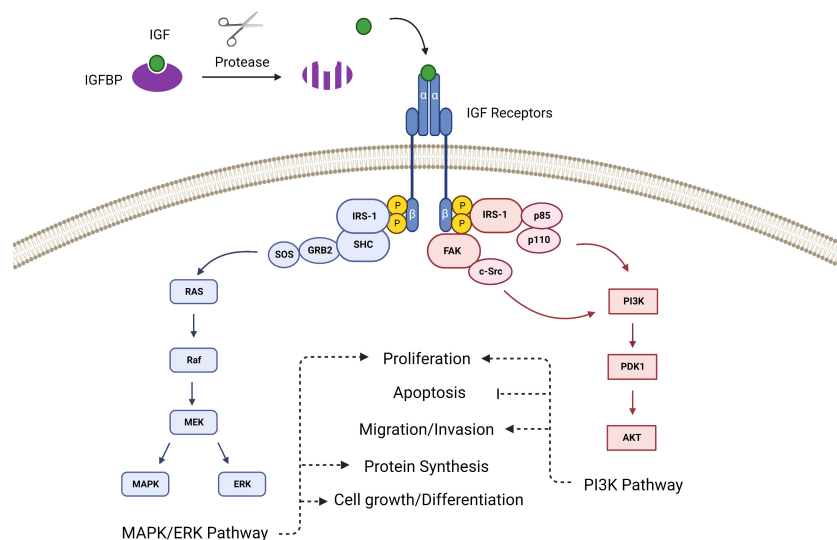 IGF
IGFBP
Protease
α α
IGF Receptors
IRS-1
P
P
β
β
P
P
IRS-1
p85
p110
SOS
GRB2
SHC
FAK
c-Src
RAS
PI3K
Raf
Proliferation
PDK1
Apoptosis
MEK
Migration/Invasion
AKT
Protein Synthesis
MAPK
ERK
PI3K Pathway
Cell growth/Differentiation
MAPK/ERK Pathway